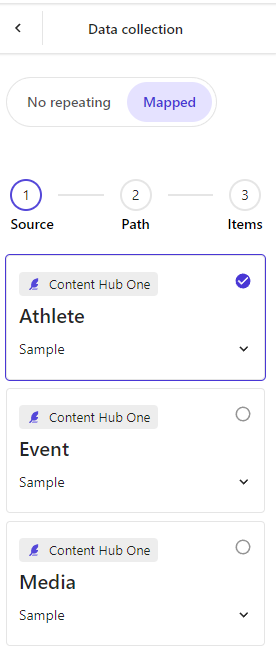 Data collection
No repeating Mapped
1 2 3
Source Path Items
Content Hub One
Athlete
Sample
Content Hub One
Event
Sample
Content Hub One
Media
Sample